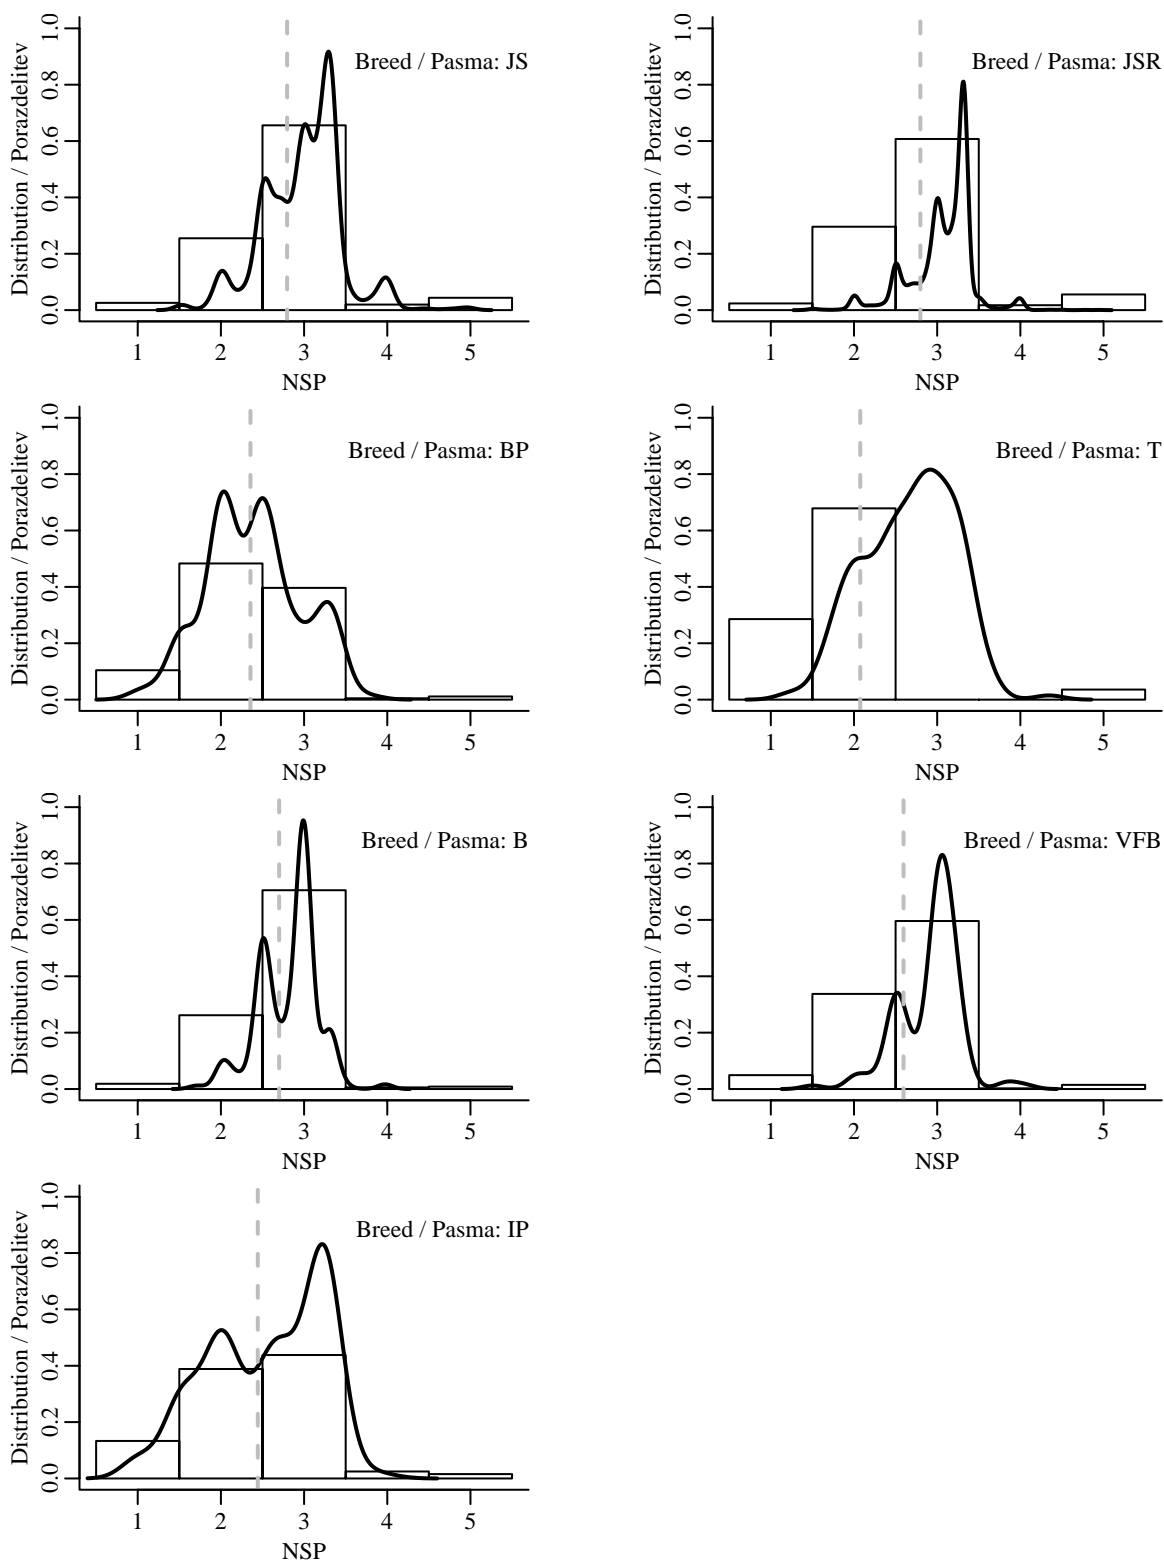 Breed / Pasma: JS
Distribution / Porazdelitev
0.0 0.2 0.4 0.6 0.8 1.0
1 2 3 4 5
NSP
Breed / Pasma: JSR
Distribution / Porazdelitev
0.0 0.2 0.4 0.6 0.8 1.0
1 2 3 4 5
NSP
Breed / Pasma: BP
Distribution / Porazdelitev
0.0 0.2 0.4 0.6 0.8 1.0
1 2 3 4 5
NSP
Breed / Pasma: T
Distribution / Porazdelitev
0.0 0.2 0.4 0.6 0.8 1.0
1 2 3 4 5
NSP
Breed / Pasma: B
Distribution / Porazdelitev
0.0 0.2 0.4 0.6 0.8 1.0
1 2 3 4 5
NSP
Breed / Pasma: VFB
Distribution / Porazdelitev
0.0 0.2 0.4 0.6 0.8 1.0
1 2 3 4 5
NSP
Breed / Pasma: IP
Distribution / Porazdelitev
0.0 0.2 0.4 0.6 0.8 1.0
1 2 3 4 5
NSP